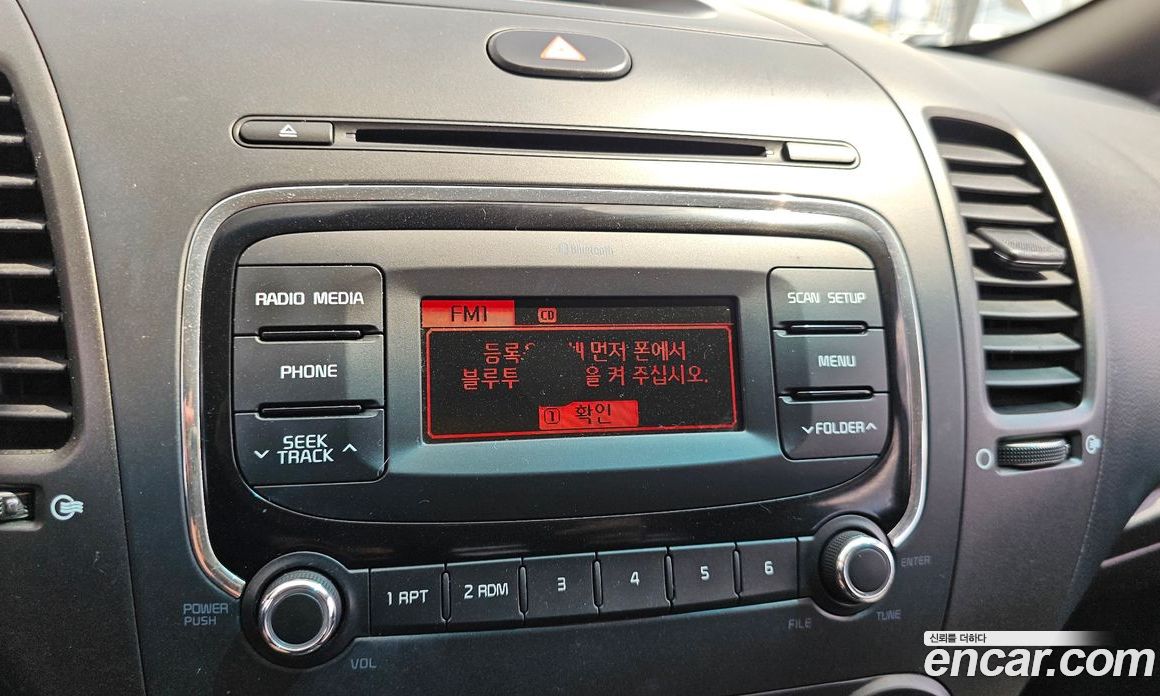 Bluetooth
RADIO MEDIA
PHONE
SEEK
TRACK
FM1 CD
먼저 폰에서
블루투 을 켜 주십시오.
1 확인
SCAN SETUP
MENU
FOLDER
1 RPT
2 RDM
3
4
5
6
POWER
PUSH
VOL
FILE
TUNE
ENTER
신뢰를 더하다
encar.com